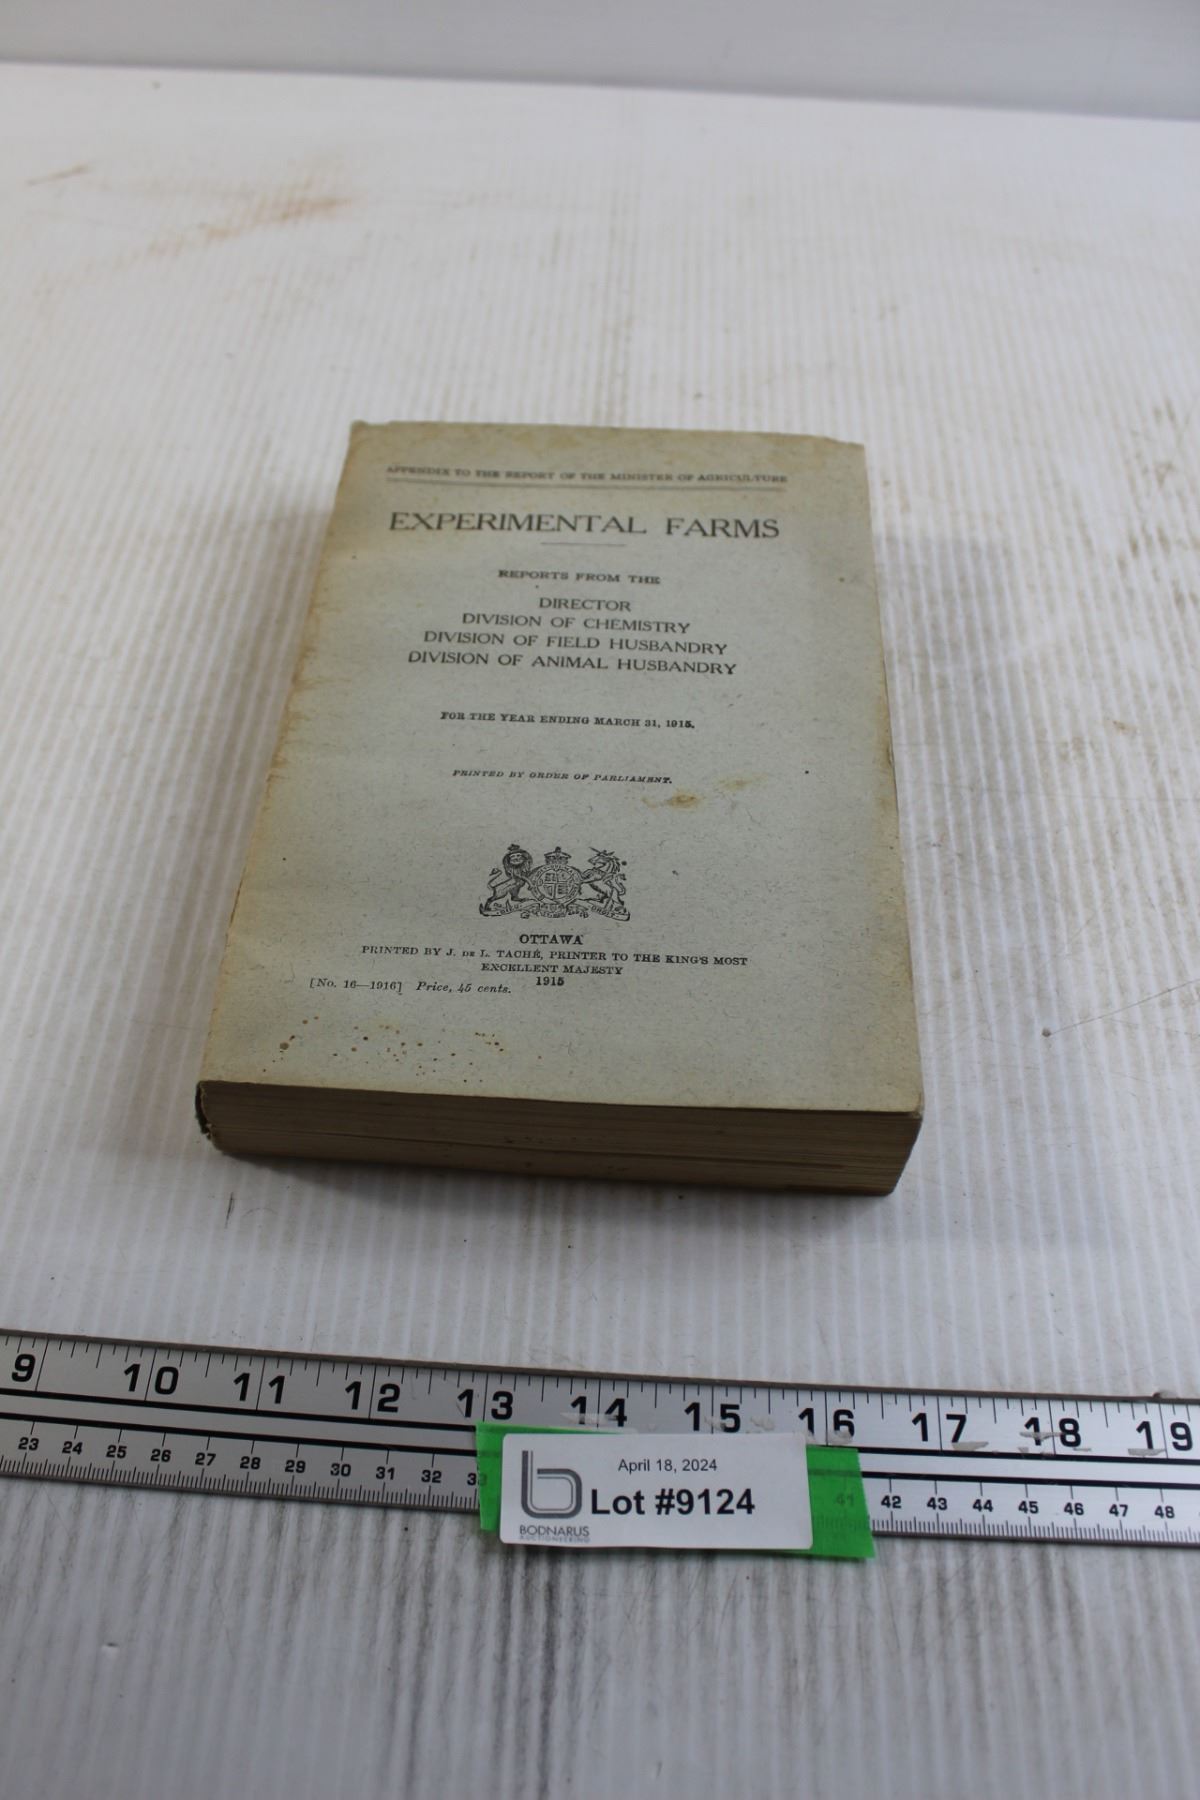 APPENDIX TO THE REPORT OF THE MINISTER OF AGRICULTURE
EXPERIMENTAL FARMS
REPORTS FROM THE
DIRECTOR
DIVISION OF CHEMISTRY
DIVISION OF FIELD HUSBANDRY
DIVISION OF ANIMAL HUSBANDRY
FOR THE YEAR ENDING MARCH 31, 1915.
PRINTED BY ORDER OF PARLIAMENT.
OTTAWA
PRINTED BY J. DE L. TACHÉ, PRINTER TO THE KING'S MOST
EXCELLENT MAJESTY
1915
[No. 16—1916] Price, 45 cents.
9 10 11 12 13 14 15 16 17 18 19
23 24 25 26 27 28 29 30 31 32 41 42 43 44 45 46 47 48
April 18, 2024
Lot #9124
BODNARUS
AUCTIONEERING